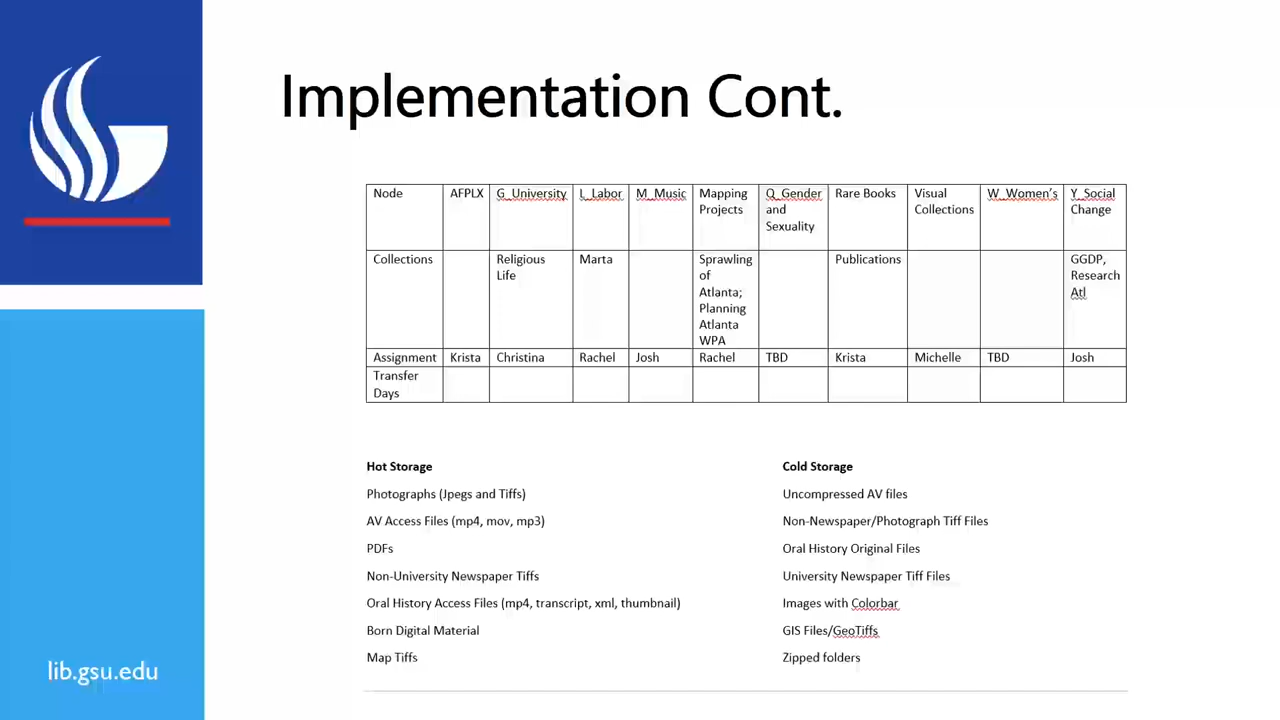 Implementation Cont.
Node AFPLX G_University L_Labor M_Music Mapping Projects Q_Gender and Sexuality Rare Books Visual Collections W_Women's Y_Social Change
Collections Religious Life Marta Sprawling of Atlanta; Planning Atlanta WPA Publications GGDP, Research Atl
Assignment Krista Christina Rachel Josh Rachel TBD Krista Michelle TBD Josh
Transfer Days
Hot Storage
Photographs (Jpegs and Tiffs)
AV Access Files (mp4, mov, mp3)
PDFs
Non-University Newspaper Tiffs
Oral History Access Files (mp4, transcript, xml, thumbnail)
Born Digital Material
Map Tiffs
Cold Storage
Uncompressed AV files
Non-Newspaper/Photograph Tiff Files
Oral History Original Files
University Newspaper Tiff Files
Images with Colorbar
GIS Files/GeoTiffs
Zipped folders
lib.gsu.edu